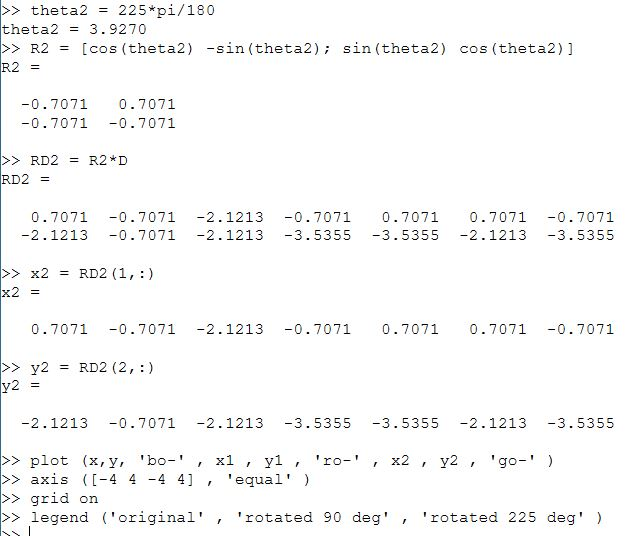 >> theta2 = 225*pi/180
theta2 = 3.9270
>> R2 = [cos(theta2) -sin(theta2); sin(theta2) cos(theta2)]
R2 =
-0.7071 0.7071
-0.7071 -0.7071
>> RD2 = R2*D
RD2 =
0.7071 -0.7071 -2.1213 -0.7071 0.7071 0.7071 -0.7071
-2.1213 -0.7071 -2.1213 -3.5355 -3.5355 -2.1213 -3.5355
>> x2 = RD2(1,:)
x2 =
0.7071 -0.7071 -2.1213 -0.7071 0.7071 0.7071 -0.7071
>> y2 = RD2(2,:)
y2 =
-2.1213 -0.7071 -2.1213 -3.5355 -3.5355 -2.1213 -3.5355
>> plot (x,y, 'bo-' , x1 , y1 , 'ro-' , x2 , y2 , 'go-' )
>> axis ([-4 4 -4 4] , 'equal' )
>> grid on
>> legend ('original' , 'rotated 90 deg' , 'rotated 225 deg' )
>>